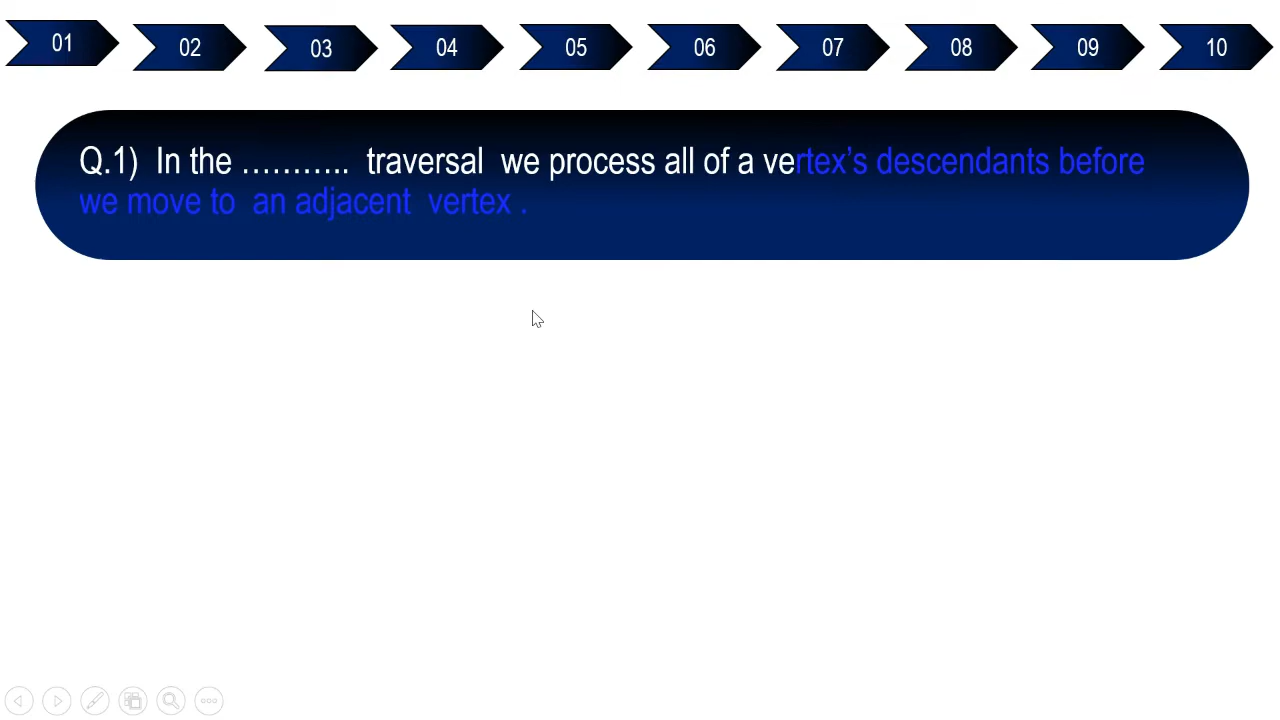 01 02 03 04 05 06 07 08 09 10
Q.1) In the ……….. traversal we process all of a vertex’s descendants before
we move to an adjacent vertex .